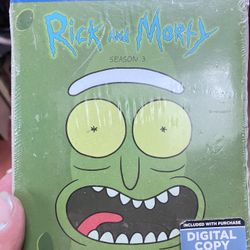 Rick and Morty
SEASON 3
INCLUDED WITH PURCHASE
DIGITAL
COPY